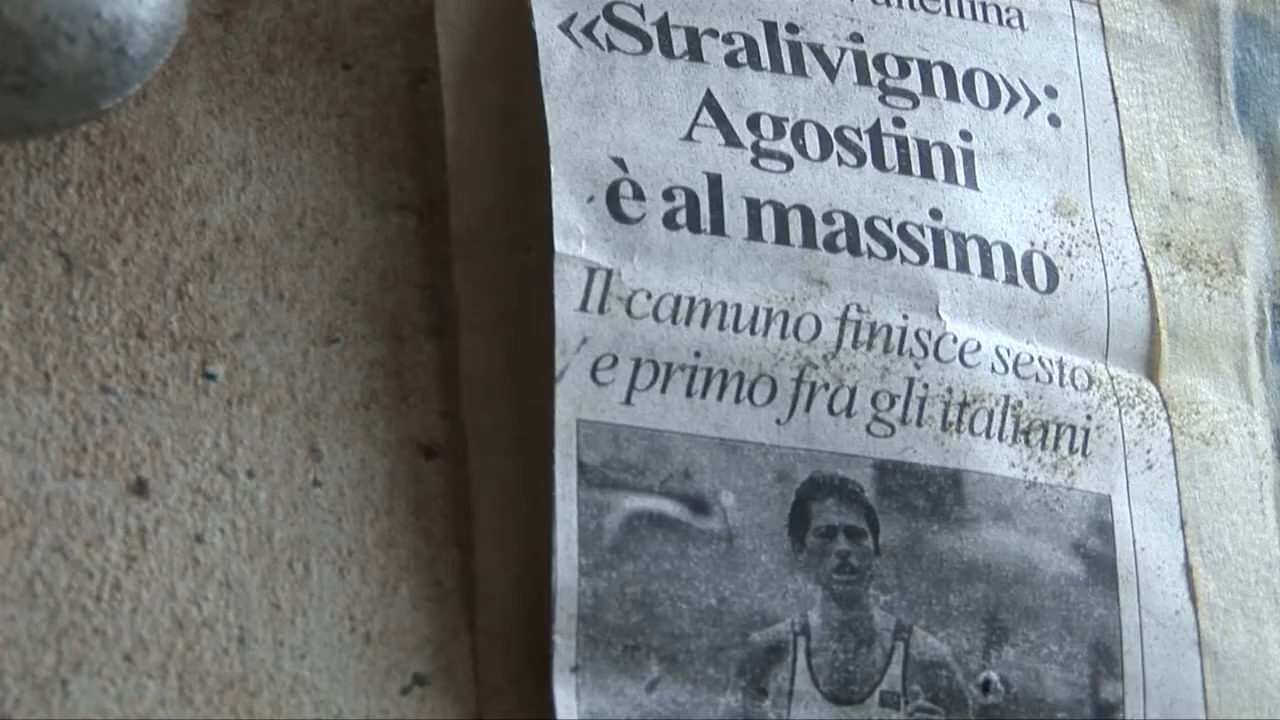 «Stralivigno»:
Agostini
è al massimo
Il camuno finisce sesto
e primo fra gli italiani